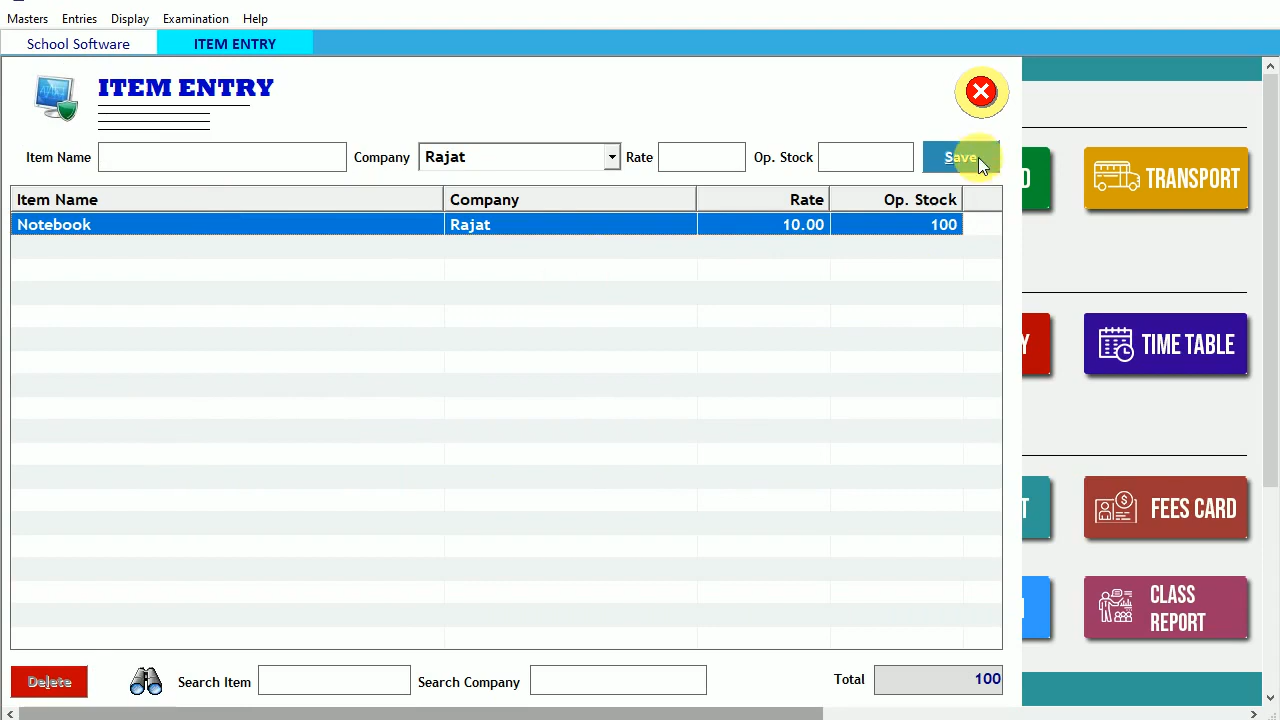 Masters Entries Display Examination Help
School Software ITEM ENTRY
ITEM ENTRY
Item Name Company Rajat Rate Op. Stock Save
Item Name Company Rate Op. Stock
Notebook Rajat 10.00 100
D TRANSPORT
Y TIME TABLE
T FEES CARD
CLASS
REPORT
Delete Search Item Search Company Total 100